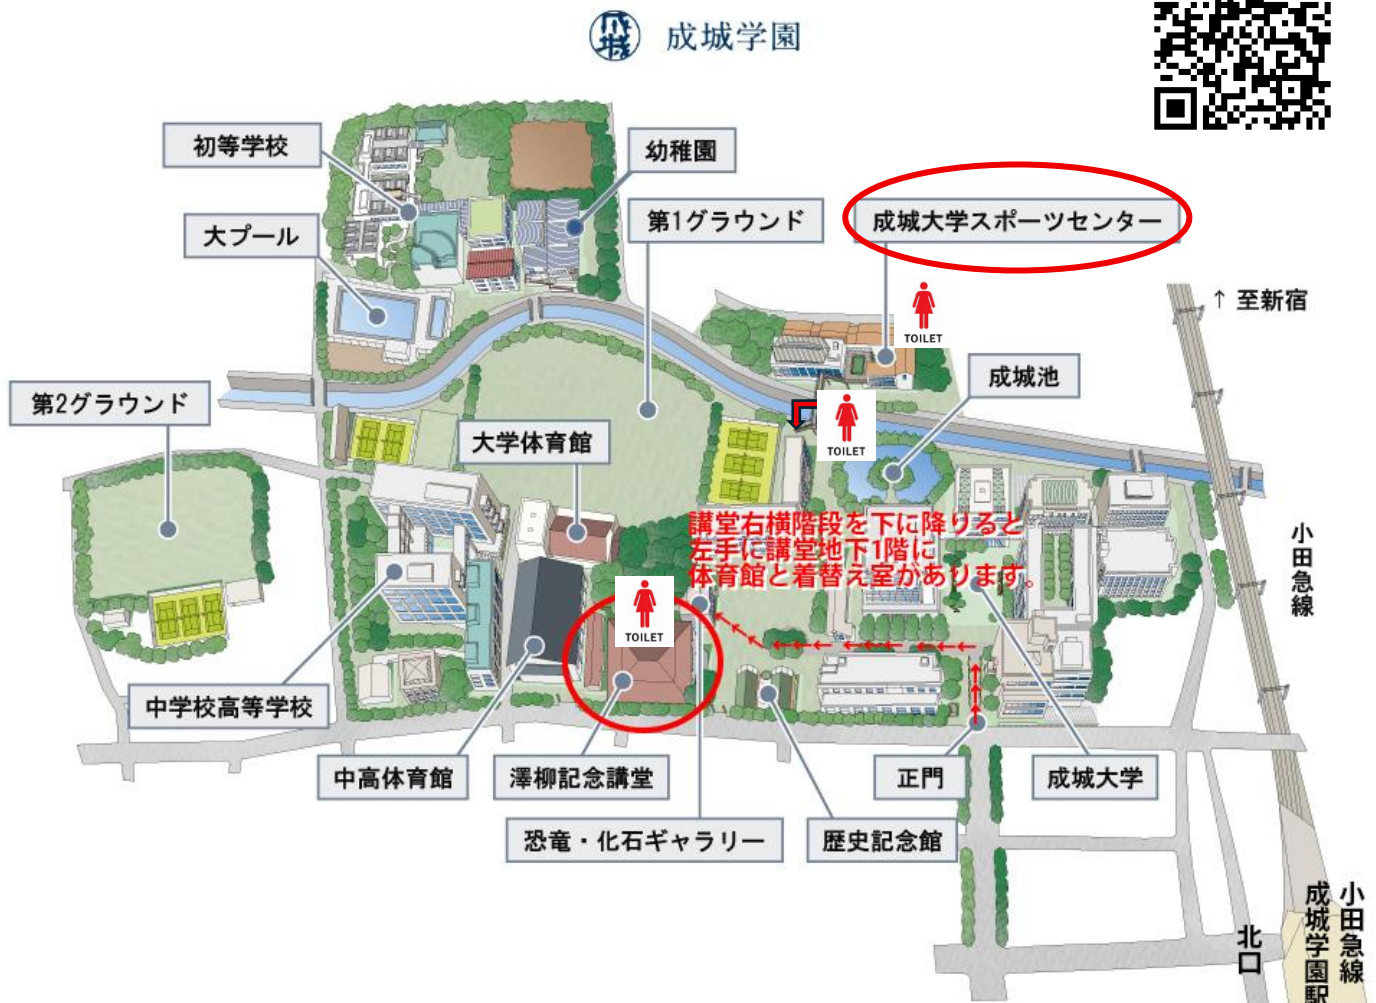 成城学園
初等学校
幼稚園
大プール
第1グラウンド
成城大学スポーツセンター
↑ 至新宿
TOILET
成城池
第2グラウンド
大学体育館
TOILET
講堂右横階段を下に降りると
左手に講堂地下1階に
体育館と着替え室があります。
小田急線
TOILET
中学校高等学校
中高体育館
澤柳記念講堂
正門
成城大学
恐竜・化石ギャラリー
歴史記念館
北口
小田急線
成城学園駅